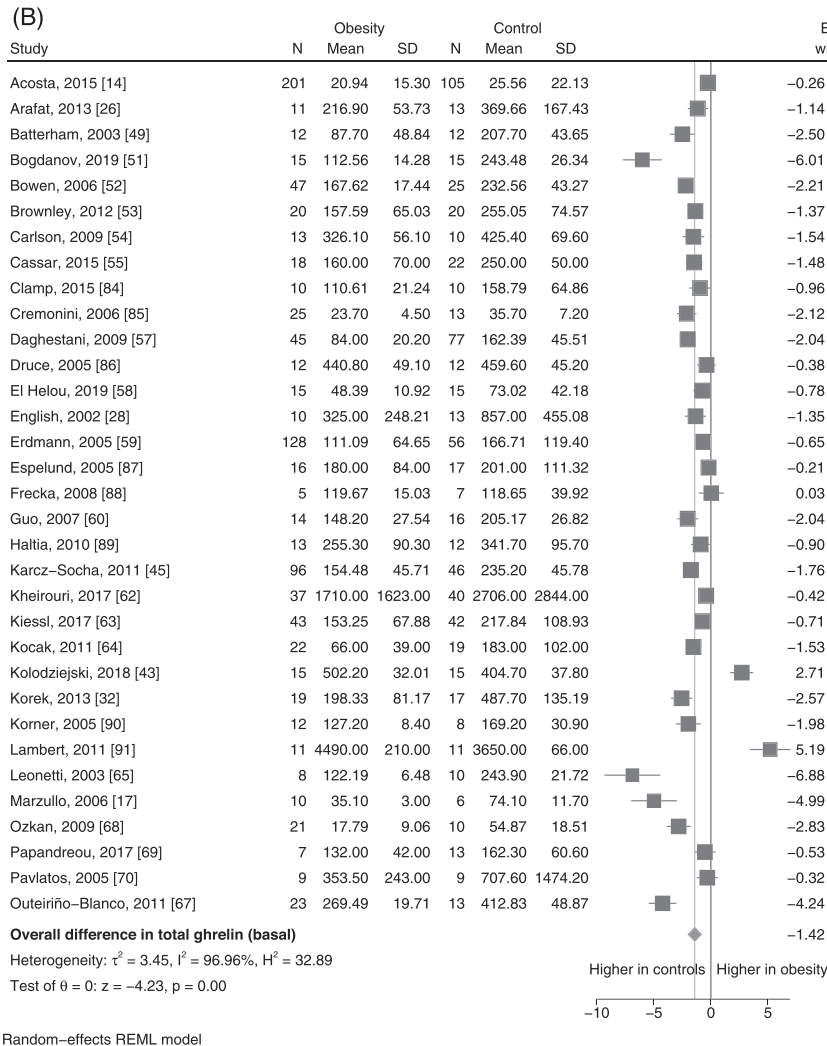 (B)
Obesity Control E
Study N Mean SD N Mean SD w
Acosta, 2015 [14] 201 20.94 15.30 105 25.56 22.13 −0.26
Arafat, 2013 [26] 11 216.90 53.73 13 369.66 167.43 −1.14
Batterham, 2003 [49] 12 87.70 48.84 12 207.70 43.65 −2.50
Bogdanov, 2019 [51] 15 112.56 14.28 15 243.48 26.34 −6.01
Bowen, 2006 [52] 47 167.62 17.44 25 232.56 43.27 −2.21
Brownley, 2012 [53] 20 157.59 65.03 20 255.05 74.57 −1.37
Carlson, 2009 [54] 13 326.10 56.10 10 425.40 69.60 −1.54
Cassar, 2015 [55] 18 160.00 70.00 22 250.00 50.00 −1.48
Clamp, 2015 [84] 10 110.61 21.24 10 158.79 64.86 −0.96
Cremonini, 2006 [85] 25 23.70 4.50 13 35.70 7.20 −2.12
Daghestani, 2009 [57] 45 84.00 20.20 77 162.39 45.51 −2.04
Druce, 2005 [86] 12 440.80 49.10 12 459.60 45.20 −0.38
El Helou, 2019 [58] 15 48.39 10.92 15 73.02 42.18 −0.78
English, 2002 [28] 10 325.00 248.21 13 857.00 455.08 −1.35
Erdmann, 2005 [59] 128 111.09 64.65 56 166.71 119.40 −0.65
Espelund, 2005 [87] 16 180.00 84.00 17 201.00 111.32 −0.21
Frecka, 2008 [88] 5 119.67 15.03 7 118.65 39.92 0.03
Guo, 2007 [60] 14 148.20 27.54 16 205.17 26.82 −2.04
Haltia, 2010 [89] 13 255.30 90.30 12 341.70 95.70 −0.90
Karcz−Socha, 2011 [45] 96 154.48 45.71 46 235.20 45.78 −1.76
Kheirouri, 2017 [62] 37 1710.00 1623.00 40 2706.00 2844.00 −0.42
Kiessl, 2017 [63] 43 153.25 67.88 42 217.84 108.93 −0.71
Kocak, 2011 [64] 22 66.00 39.00 19 183.00 102.00 −1.53
Kolodziejski, 2018 [43] 15 502.20 32.01 15 404.70 37.80 2.71
Korek, 2013 [32] 19 198.33 81.17 17 487.70 135.19 −2.57
Korner, 2005 [90] 12 127.20 8.40 8 169.20 30.90 −1.98
Lambert, 2011 [91] 11 4490.00 210.00 11 3650.00 66.00 5.19
Leonetti, 2003 [65] 8 122.19 6.48 10 243.90 21.72 −6.88
Marzullo, 2006 [17] 10 35.10 3.00 6 74.10 11.70 −4.99
Ozkan, 2009 [68] 21 17.79 9.06 10 54.87 18.51 −2.83
Papandreou, 2017 [69] 7 132.00 42.00 13 162.30 60.60 −0.53
Pavlatos, 2005 [70] 9 353.50 243.00 9 707.60 1474.20 −0.32
Outeiriño−Blanco, 2011 [67] 23 269.49 19.71 13 412.83 48.87 −4.24
Overall difference in total ghrelin (basal) −1.42
Heterogeneity: τ² = 3.45, I² = 96.96%, H² = 32.89
Higher in controls Higher in obesity
Test of θ = 0: z = −4.23, p = 0.00
−10 −5 0 5
Random−effects REML model